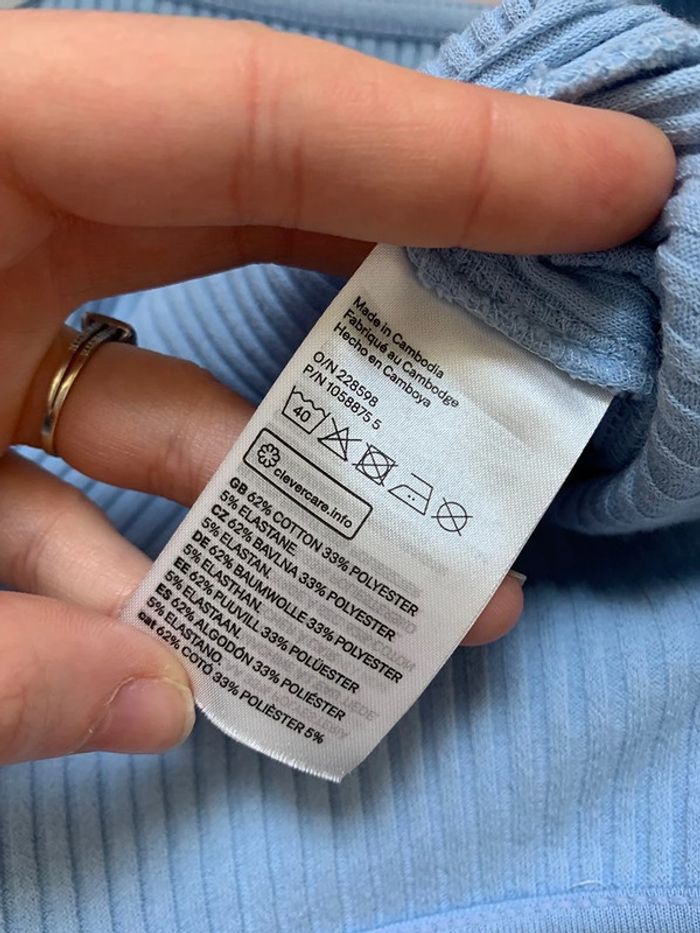 Made in Cambodia
Fabriqué au Cambodge
Hecho en Camboya
O/N 228598
P/N 1058875 5
40
clevercare.info
GB 62% COTTON 33% POLYESTER
5% ELASTANE
CZ 62% BAVLNA 33% POLYESTER
5% ELASTAN.
DE 62% BAUMWOLLE 33% POLYESTER
5% ELASTHAN.
EE 62% PUUVILL 33% POLÜESTER
5% ELASTAAN.
ES 62% ALGODÓN 33% POLIÉSTER
5% ELASTANO.
cat 62% COTÓ 33% POLIÈSTER 5%